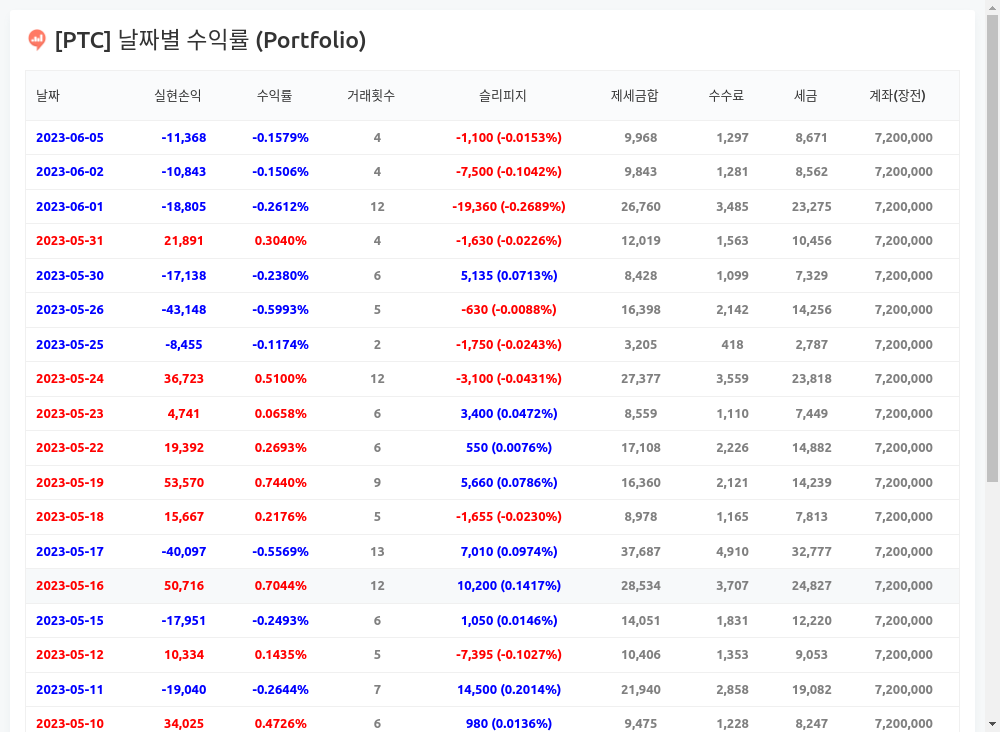 [PTC] 날짜별 수익률 (Portfolio)
날짜 실현손익 수익률 거래횟수 슬리피지 제세금합 수수료 세금 계좌(장전)
2023-06-05 -11,368 -0.1579% 4 -1,100 (-0.0153%) 9,968 1,297 8,671 7,200,000
2023-06-02 -10,843 -0.1506% 4 -7,500 (-0.1042%) 9,843 1,281 8,562 7,200,000
2023-06-01 -18,805 -0.2612% 12 -19,360 (-0.2689%) 26,760 3,485 23,275 7,200,000
2023-05-31 21,891 0.3040% 4 -1,630 (-0.0226%) 12,019 1,563 10,456 7,200,000
2023-05-30 -17,138 -0.2380% 6 5,135 (0.0713%) 8,428 1,099 7,329 7,200,000
2023-05-26 -43,148 -0.5993% 5 -630 (-0.0088%) 16,398 2,142 14,256 7,200,000
2023-05-25 -8,455 -0.1174% 2 -1,750 (-0.0243%) 3,205 418 2,787 7,200,000
2023-05-24 36,723 0.5100% 12 -3,100 (-0.0431%) 27,377 3,559 23,818 7,200,000
2023-05-23 4,741 0.0658% 6 3,400 (0.0472%) 8,559 1,110 7,449 7,200,000
2023-05-22 19,392 0.2693% 6 550 (0.0076%) 17,108 2,226 14,882 7,200,000
2023-05-19 53,570 0.7440% 9 5,660 (0.0786%) 16,360 2,121 14,239 7,200,000
2023-05-18 15,667 0.2176% 5 -1,655 (-0.0230%) 8,978 1,165 7,813 7,200,000
2023-05-17 -40,097 -0.5569% 13 7,010 (0.0974%) 37,687 4,910 32,777 7,200,000
2023-05-16 50,716 0.7044% 12 10,200 (0.1417%) 28,534 3,707 24,827 7,200,000
2023-05-15 -17,951 -0.2493% 6 1,050 (0.0146%) 14,051 1,831 12,220 7,200,000
2023-05-12 10,334 0.1435% 5 -7,395 (-0.1027%) 10,406 1,353 9,053 7,200,000
2023-05-11 -19,040 -0.2644% 7 14,500 (0.2014%) 21,940 2,858 19,082 7,200,000
2023-05-10 34,025 0.4726% 6 980 (0.0136%) 9,475 1,228 8,247 7,200,000